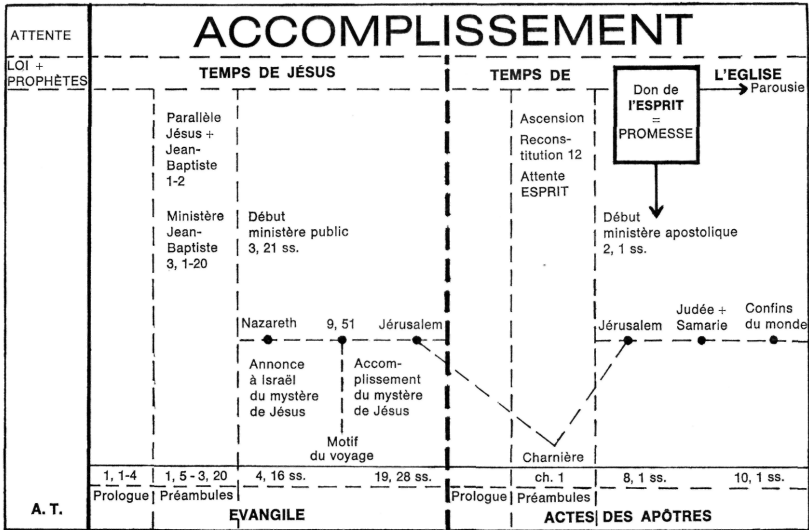 ATTENTE
ACCOMPLISSEMENT
LOI +
PROPHÈTES
TEMPS DE JÉSUS
TEMPS DE
L'EGLISE
Parousie
Don de
l'ESPRIT
=
PROMESSE
Parallèle
Jésus +
Jean-
Baptiste
1-2
Ascension
Recons-
titution 12
Attente
ESPRIT
Ministère
Jean-
Baptiste
3, 1-20
Début
ministère public
3, 21 ss.
Début
ministère apostolique
2, 1 ss.
Nazareth
9, 51
Jérusalem
Jérusalem
Judée +
Samarie
Confins
du monde
Annonce
à Israël
du mystère
de Jésus
Accom-
plissement
du mystère
de Jésus
Motif
du voyage
Charnière
1, 1-4
1, 5 - 3, 20
4, 16 ss.
19, 28 ss.
ch. 1
8, 1 ss.
10, 1 ss.
Prologue
Préambules
Prologue
Préambules
A. T.
EVANGILE
ACTES DES APÔTRES